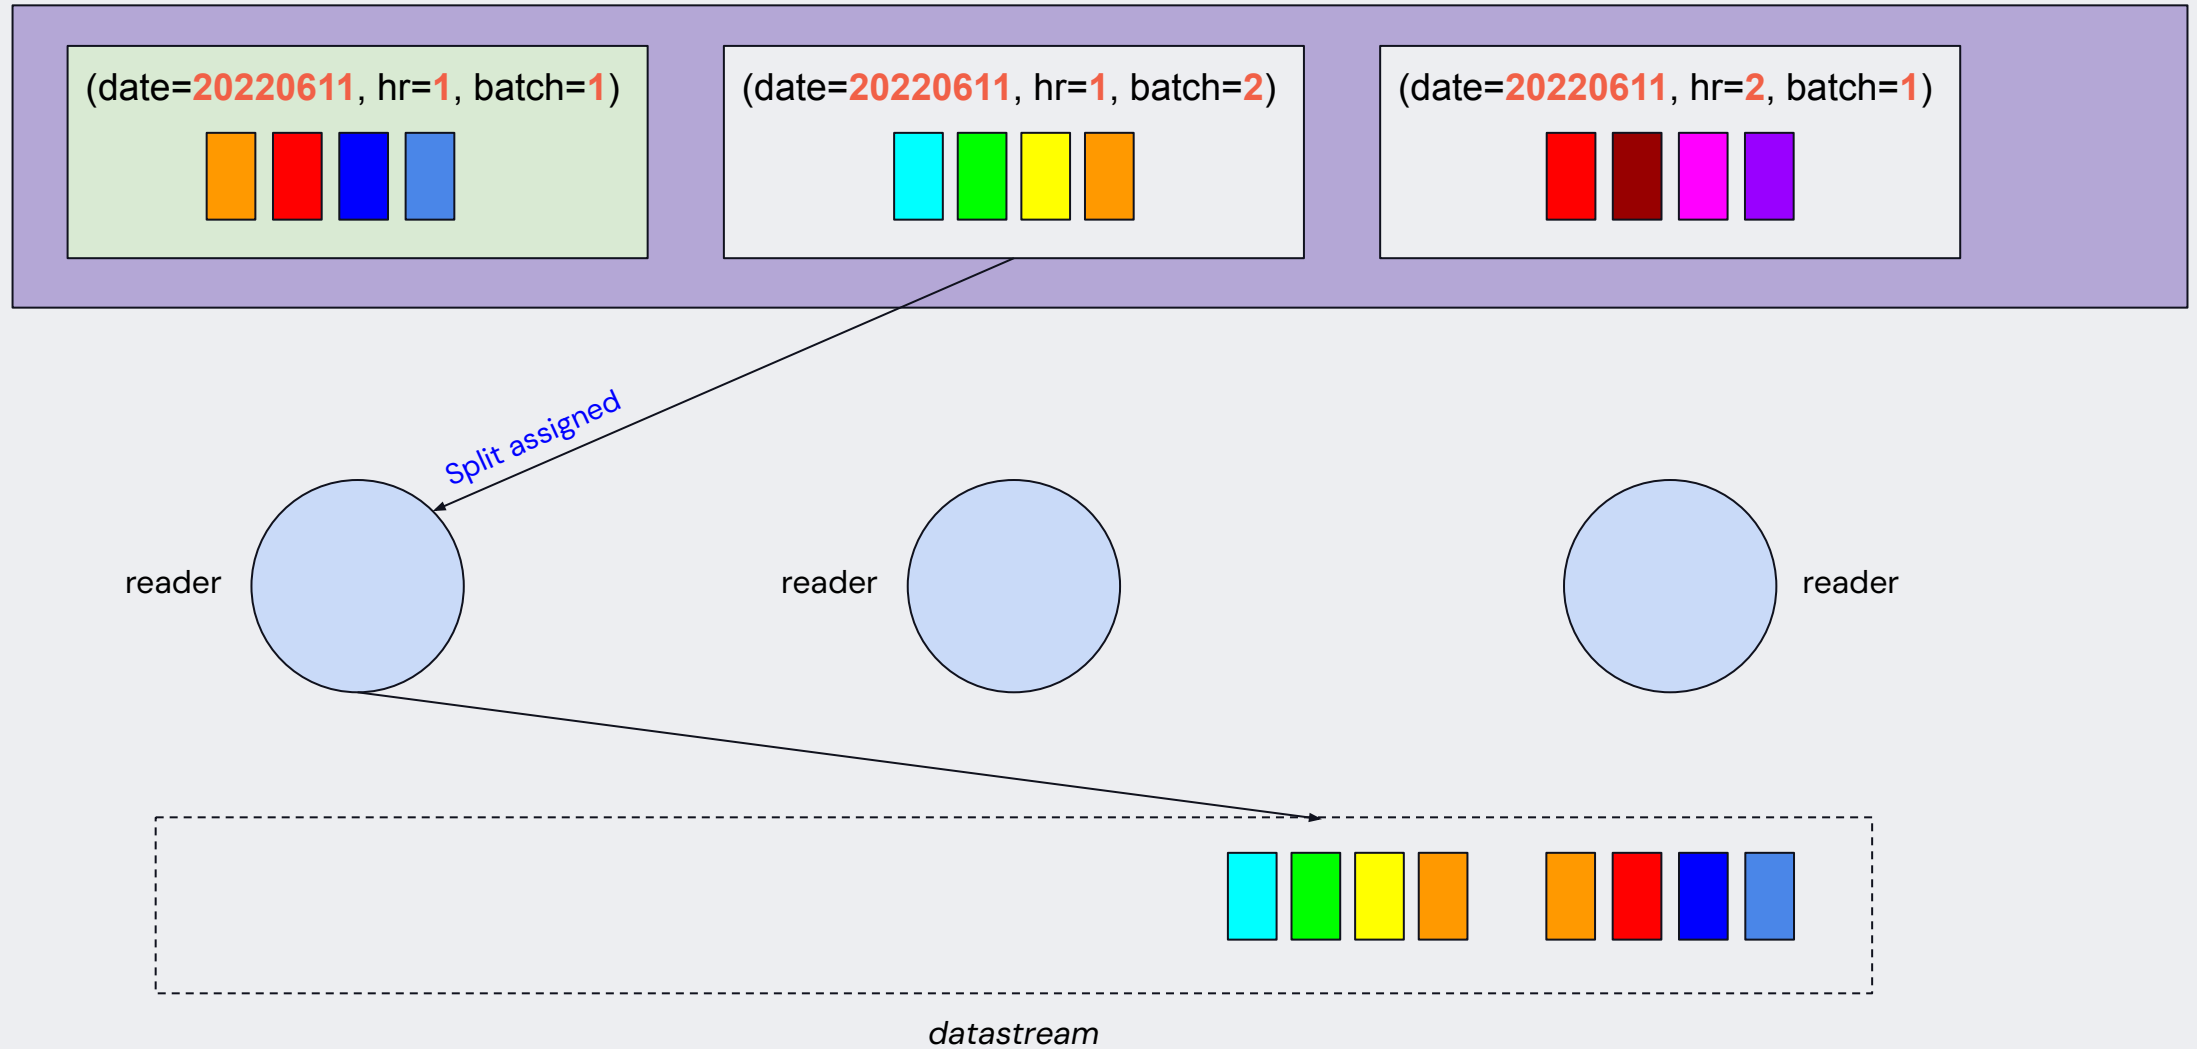 (date=20220611, hr=1, batch=1)
(date=20220611, hr=1, batch=2)
(date=20220611, hr=2, batch=1)
Split assigned
reader
reader
reader
datastream